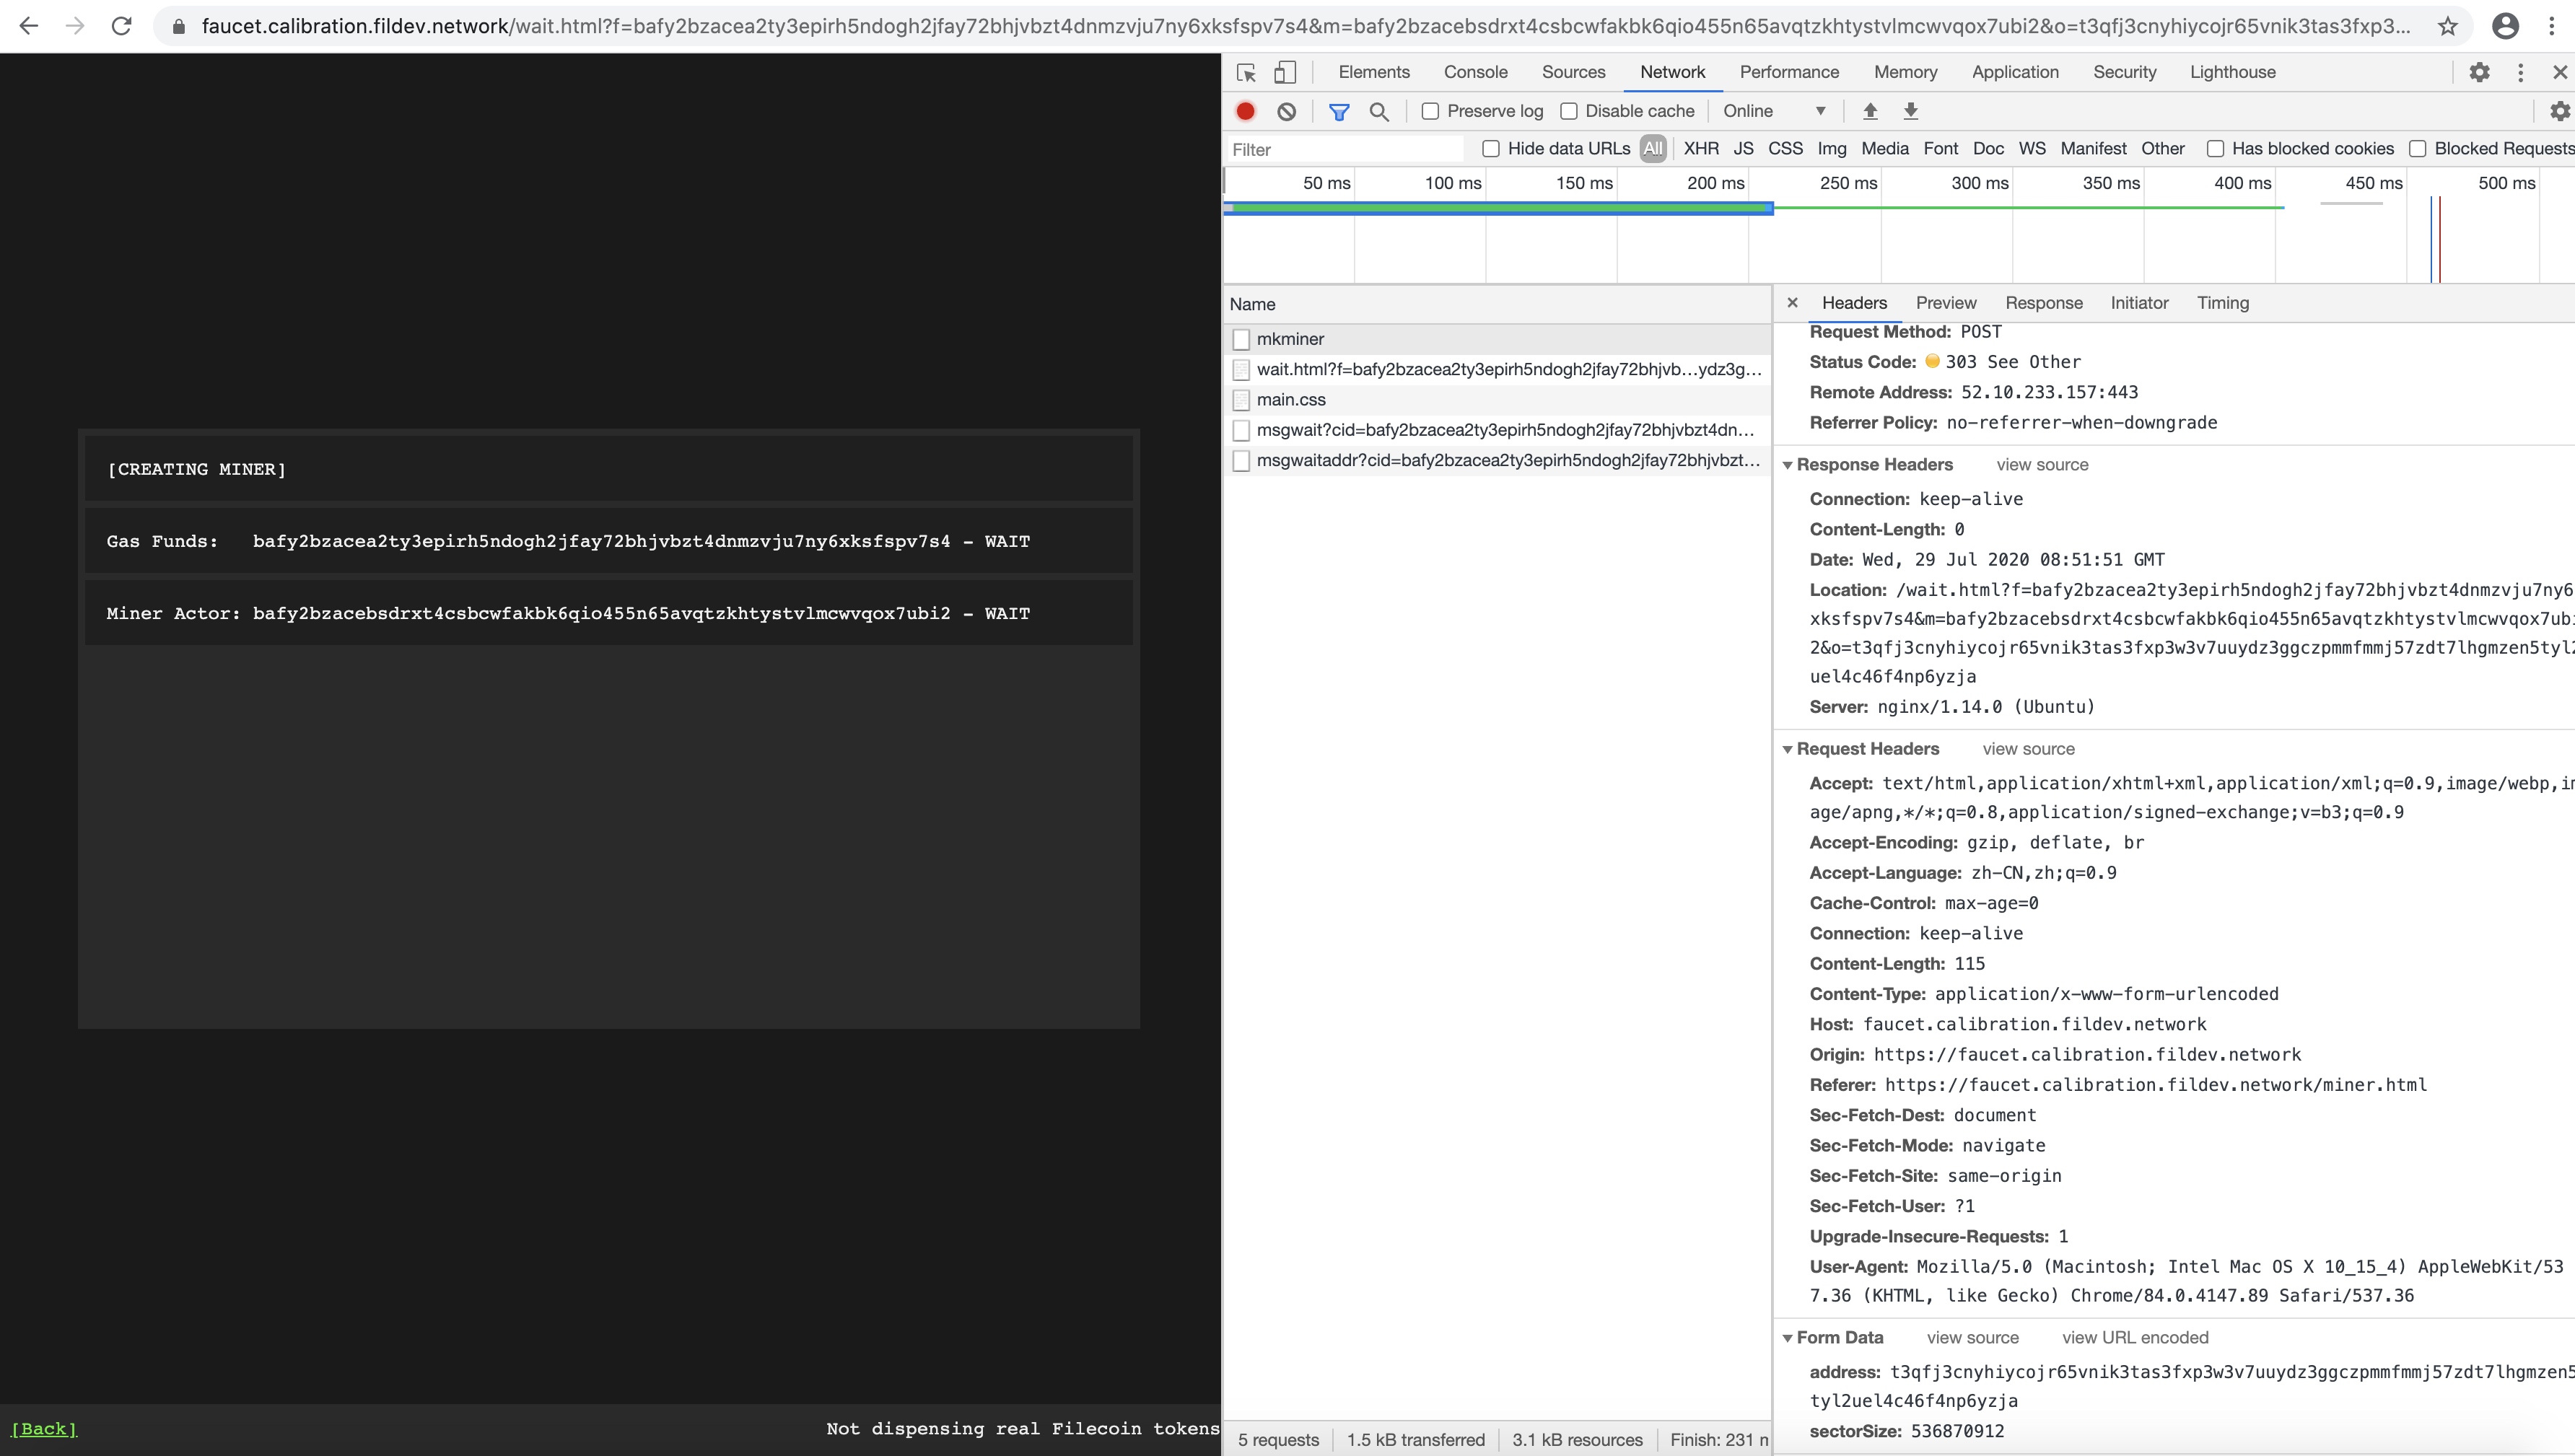 faucet.calibration.fildev.network/wait.html?f=bafy2bzacea2ty3epirh5ndogh2jfay72bhjvbzt4dnmzvju7ny6xksfspv7s4&m=bafy2bzacebsdrxt4csbcwfakbk6qio455n65avqtzkhtystvlmcwvqox7ubi2&o=t3qfj3cnyhiycojr65vnik3tas3fxp3...
[CREATING MINER]
Gas Funds: bafy2bzacea2ty3epirh5ndogh2jfay72bhjvbzt4dnmzvju7ny6xksfspv7s4 - WAIT
Miner Actor: bafy2bzacebsdrxt4csbcwfakbk6qio455n65avqtzkhtystvlmcwvqox7ubi2 - WAIT
[Back] Not dispensing real Filecoin tokens
Elements Console Sources Network Performance Memory Application Security Lighthouse
Preserve log Disable cache Online
Filter Hide data URLs All XHR JS CSS Img Media Font Doc WS Manifest Other Has blocked cookies Blocked Requests
50 ms 100 ms 150 ms 200 ms 250 ms 300 ms 350 ms 400 ms 450 ms 500 ms
Name
mkminer
wait.html?f=bafy2bzacea2ty3epirh5ndogh2jfay72bhjvb…ydz3g…
main.css
msgwait?cid=bafy2bzacea2ty3epirh5ndogh2jfay72bhjvbzt4dn…
msgwaitaddr?cid=bafy2bzacea2ty3epirh5ndogh2jfay72bhjvbzt…
5 requests 1.5 kB transferred 3.1 kB resources Finish: 231 n
× Headers Preview Response Initiator Timing
Request Method: POST
Status Code: 303 See Other
Remote Address: 52.10.233.157:443
Referrer Policy: no-referrer-when-downgrade
Response Headers view source
Connection: keep-alive
Content-Length: 0
Date: Wed, 29 Jul 2020 08:51:51 GMT
Location: /wait.html?f=bafy2bzacea2ty3epirh5ndogh2jfay72bhjvbzt4dnmzvju7ny6
xksfspv7s4&m=bafy2bzacebsdrxt4csbcwfakbk6qio455n65avqtzkhtystvlmcwvqox7ubi
2&o=t3qfj3cnyhiycojr65vnik3tas3fxp3w3v7uuydz3ggczpmmfmmj57zdt7lhgmzen5tyl2
uel4c46f4np6yzja
Server: nginx/1.14.0 (Ubuntu)
Request Headers view source
Accept: text/html,application/xhtml+xml,application/xml;q=0.9,image/webp,im
age/apng,*/*;q=0.8,application/signed-exchange;v=b3;q=0.9
Accept-Encoding: gzip, deflate, br
Accept-Language: zh-CN,zh;q=0.9
Cache-Control: max-age=0
Connection: keep-alive
Content-Length: 115
Content-Type: application/x-www-form-urlencoded
Host: faucet.calibration.fildev.network
Origin: https://faucet.calibration.fildev.network
Referer: https://faucet.calibration.fildev.network/miner.html
Sec-Fetch-Dest: document
Sec-Fetch-Mode: navigate
Sec-Fetch-Site: same-origin
Sec-Fetch-User: ?1
Upgrade-Insecure-Requests: 1
User-Agent: Mozilla/5.0 (Macintosh; Intel Mac OS X 10_15_4) AppleWebKit/53
7.36 (KHTML, like Gecko) Chrome/84.0.4147.89 Safari/537.36
Form Data view source view URL encoded
address: t3qfj3cnyhiycojr65vnik3tas3fxp3w3v7uuydz3ggczpmmfmmj57zdt7lhgmzen5
tyl2uel4c46f4np6yzja
sectorSize: 536870912